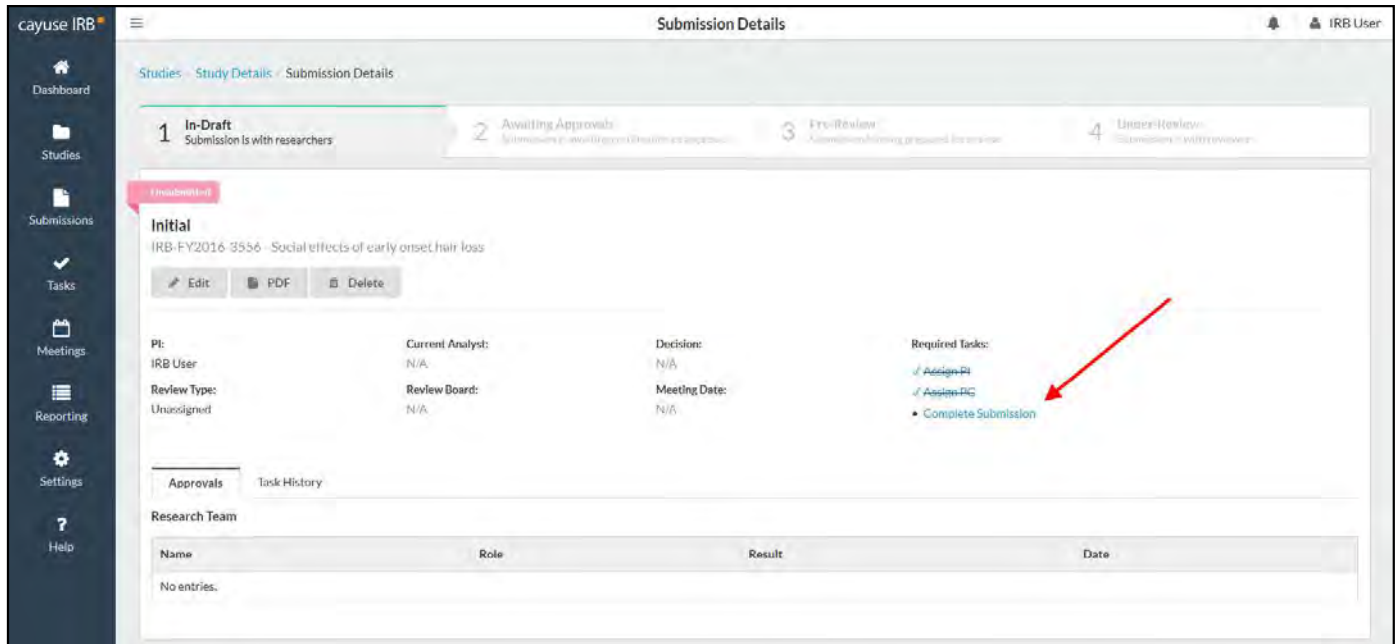 cayuse IRB
Submission Details
IRB User
Dashboard
Studies
Submissions
Tasks
Meetings
Reporting
Settings
Help
Studies Study Details Submission Details
1 In-Draft
Submission is with researchers
2 Awaiting Approvals
3 Pre-Review
4 Under-Review
Unsubmitted
Initial
IRB-FY2016-3556 - Social effects of early onset hair loss
Edit PDF Delete
PI:
IRB User
Current Analyst:
N/A
Decision:
N/A
Required Tasks:
Assign PI
Assign PC
Complete Submission
Review Type:
Unassigned
Review Board:
N/A
Meeting Date:
N/A
Approvals Task History
Research Team
Name Role Result Date
No entries.